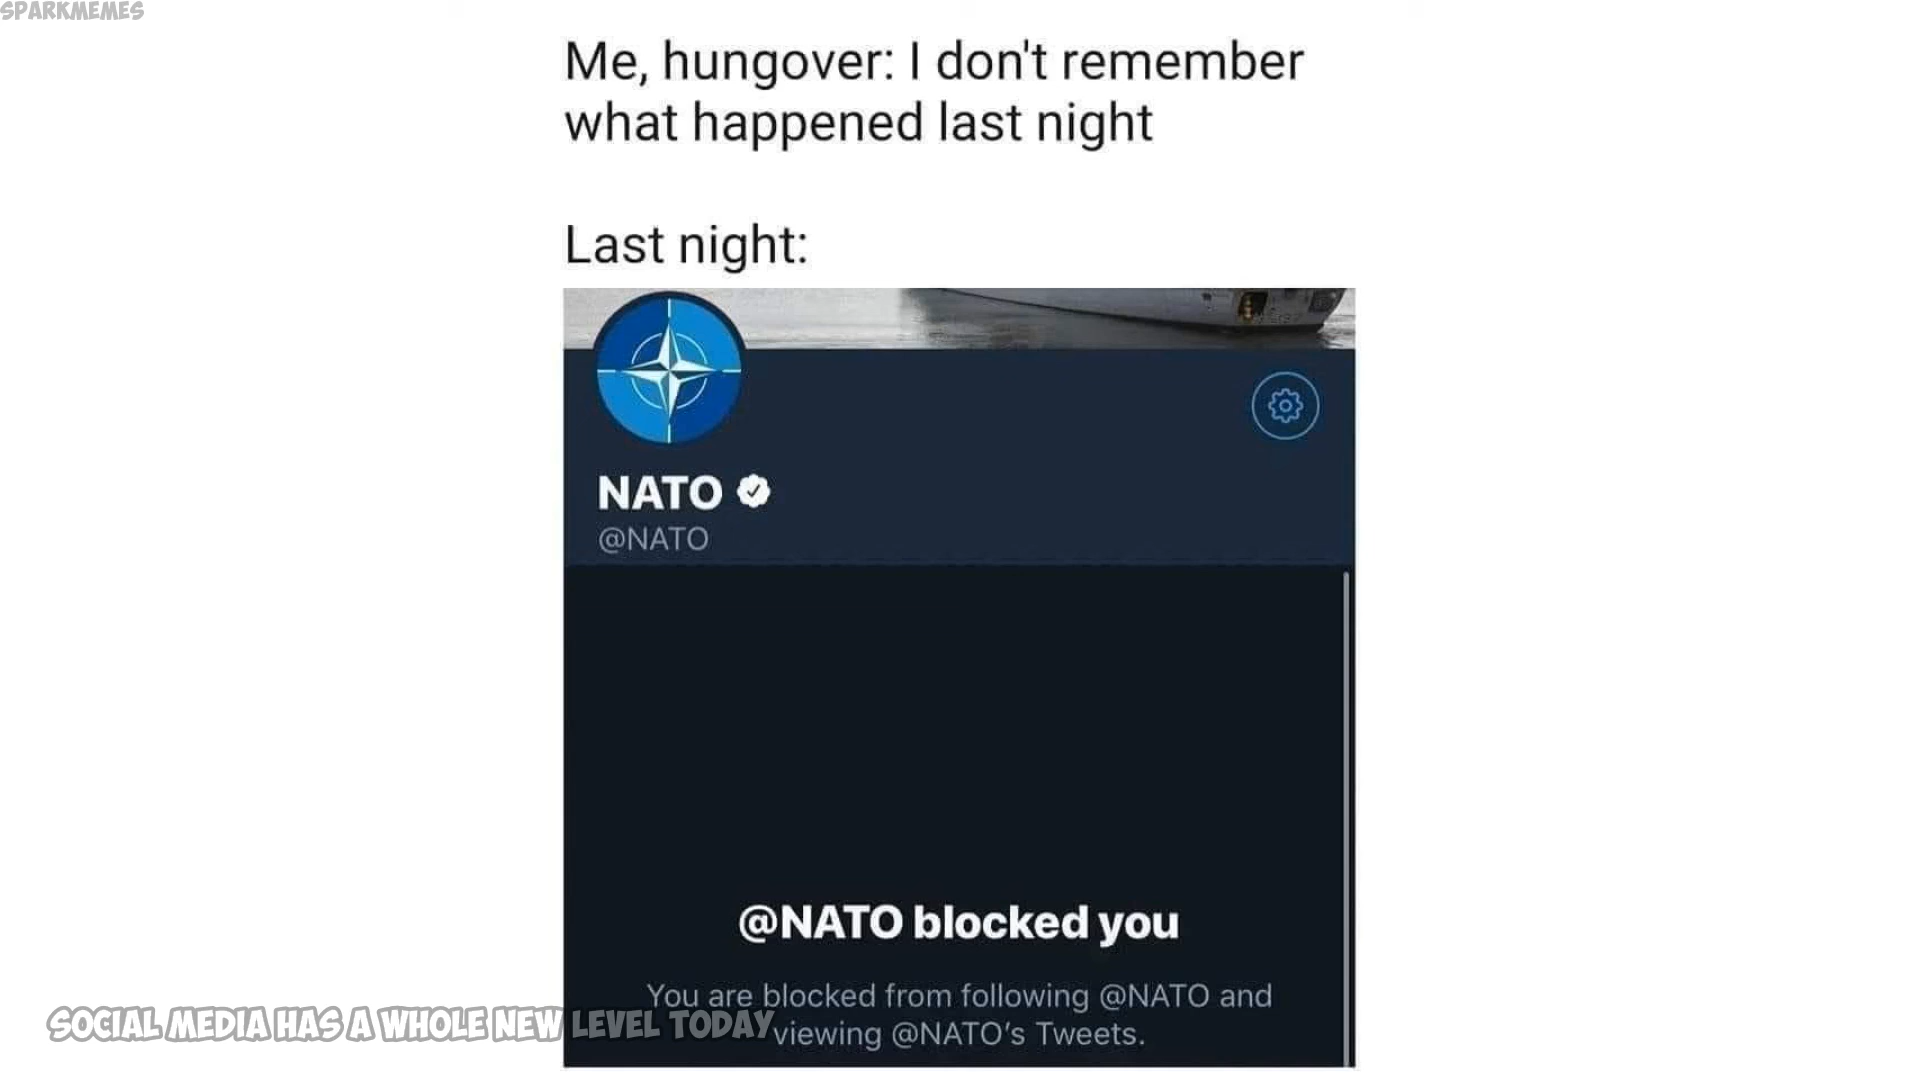 SPARKMEMES
Me, hungover: I don't remember
what happened last night
Last night:
NATO
@NATO
@NATO blocked you
You are blocked from following @NATO and
viewing @NATO's Tweets.
SOCIAL MEDIA HAS A WHOLE NEW LEVEL TODAY